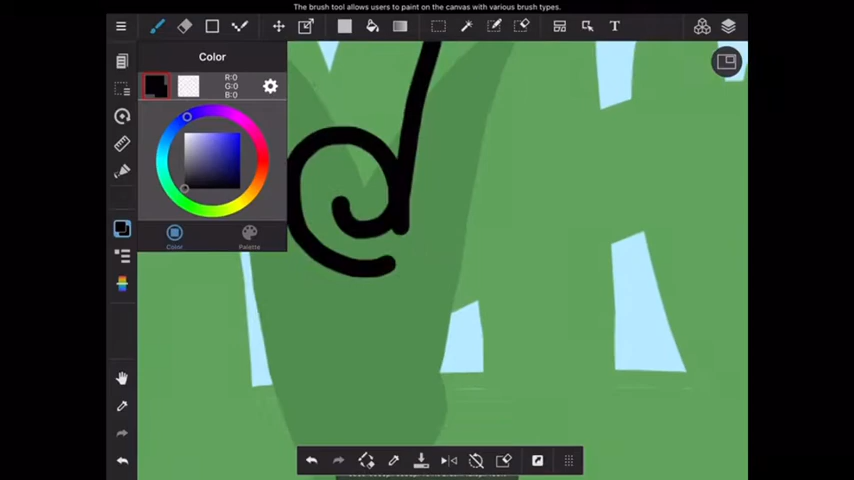 The brush tool allows users to paint on the canvas with various brush types.
T
Color
R:0
G:0
B:0
Color
Palette